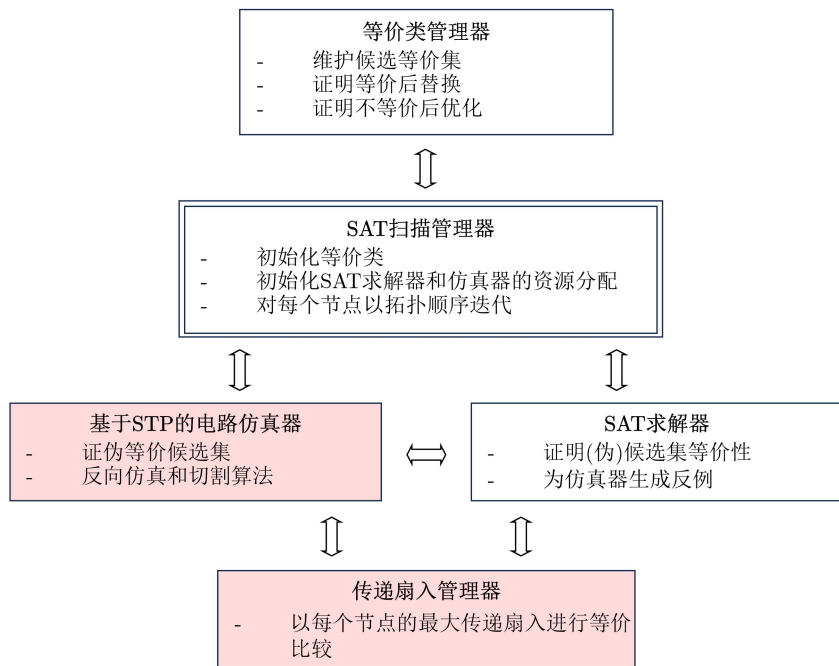 等价类管理器
- 维护候选等价集
- 证明等价后替换
- 证明不等价后优化
SAT扫描管理器
- 初始化等价类
- 初始化SAT求解器和仿真器的资源分配
- 对每个节点以拓扑顺序迭代
基于STP的电路仿真器
- 证伪等价候选集
- 反向仿真和切割算法
SAT求解器
- 证明(伪)候选集等价性
- 为仿真器生成反例
传递扇入管理器
- 以每个节点的最大传递扇入进行等价
比较